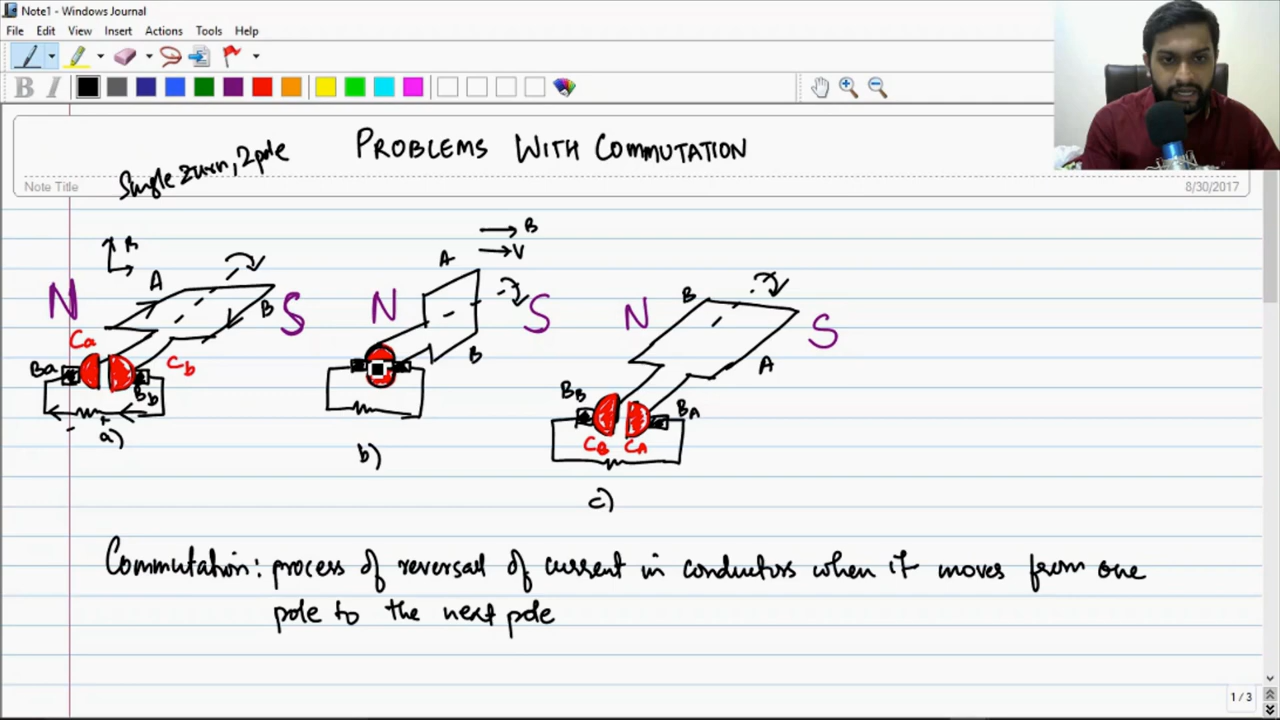 Note1 - Windows Journal
File Edit View Insert Actions Tools Help
B I
PROBLEMS WITH COMMUTATION
Single turn, 2 pole
Note Title
8/30/2017
N A B S
Ca Cb
Ba Bb
- +
a)
B
V
A
N S
B
b)
B
N S
A
BB BA
CB CA
c)
Commutation: process of reversal of current in conductors when it moves from one
pole to the next pole
1 / 3